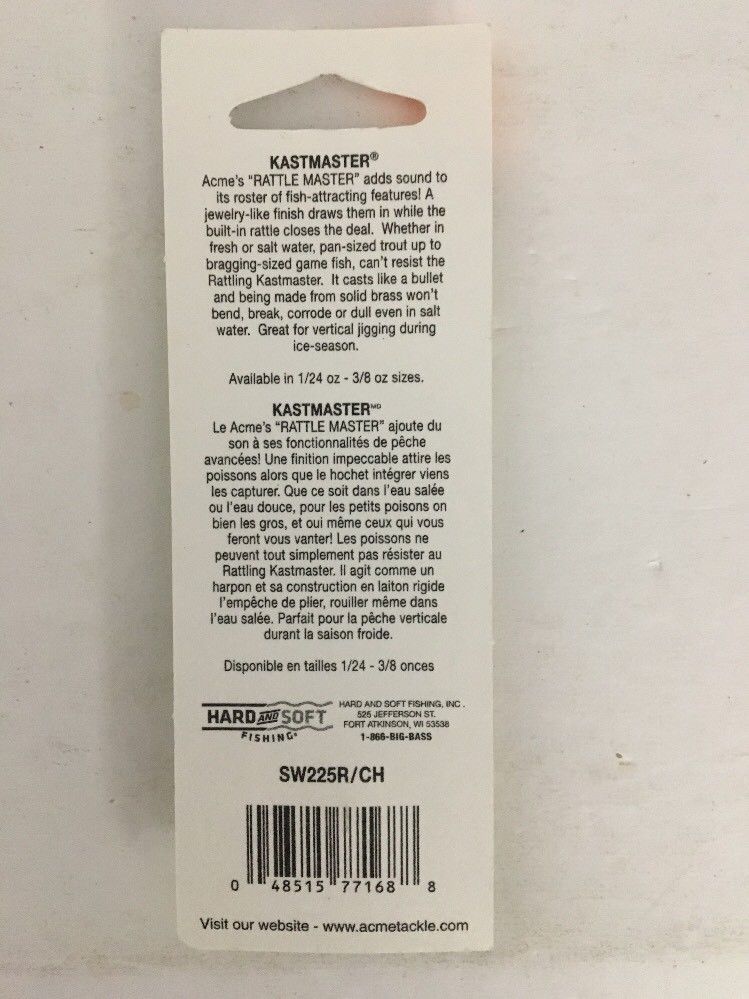 KASTMASTER®
Acme's "RATTLE MASTER" adds sound to
its roster of fish-attracting features! A
jewelry-like finish draws them in while the
built-in rattle closes the deal. Whether in
fresh or salt water, pan-sized trout up to
bragging-sized game fish, can't resist the
Rattling Kastmaster. It casts like a bullet
and being made from solid brass won't
bend, break, corrode or dull even in salt
water. Great for vertical jigging during
ice-season.
Available in 1/24 oz - 3/8 oz sizes.
KASTMASTERMD
Le Acme's "RATTLE MASTER" ajoute du
son à ses fonctionnalités de pêche
avancées! Une finition impeccable attire les
poissons alors que le hochet intégrer viens
les capturer. Que ce soit dans l'eau salée
ou l'eau douce, pour les petits poisons on
bien les gros, et oui même ceux qui vous
feront vous vanter! Les poissons ne
peuvent tout simplement pas résister au
Rattling Kastmaster. Il agit comme un
harpon et sa construction en laiton rigide
l'empêche de plier, rouiller même dans
l'eau salée. Parfait pour la pêche verticale
durant la saison froide.
Disponible en tailles 1/24 - 3/8 onces
HARD AND SOFT
FISHING®
HARD AND SOFT FISHING, INC.
525 JEFFERSON ST.
FORT ATKINSON, WI 53538
1-866-BIG-BASS
SW225R/CH
0 48515 77168 8
Visit our website - www.acmetackle.com